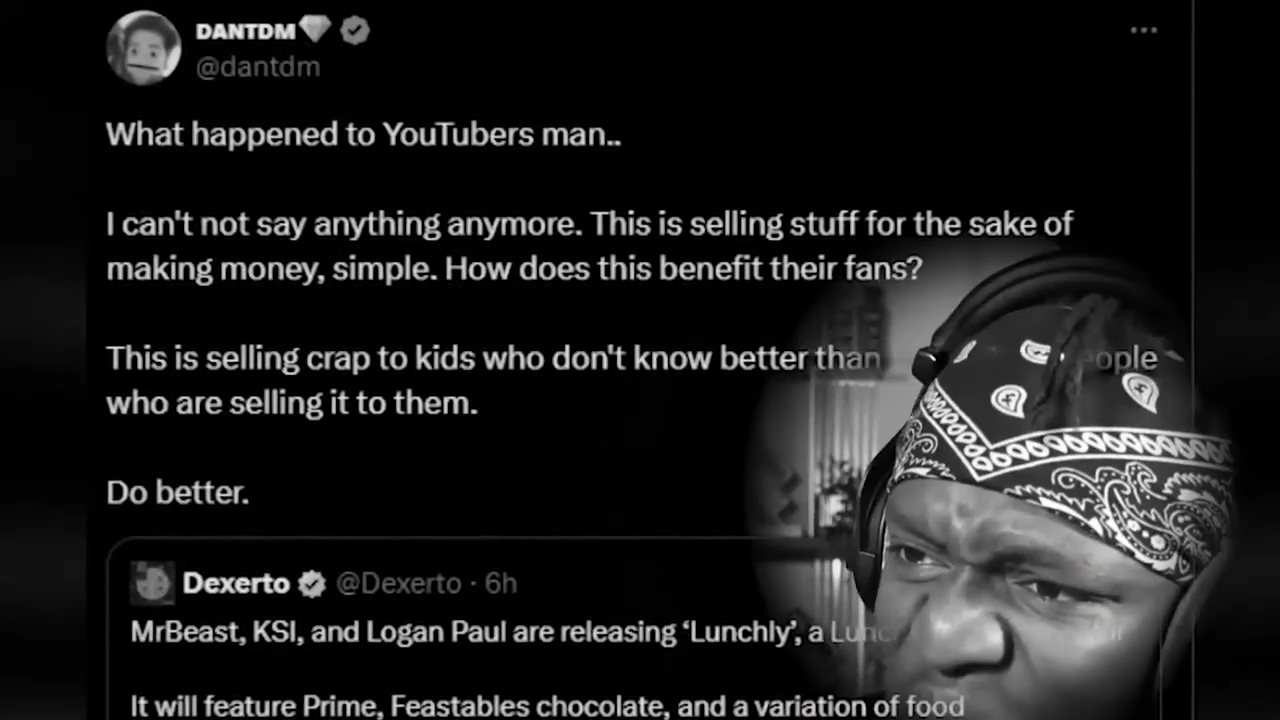 DANTDM
@dantdm
What happened to YouTubers man..
I can't not say anything anymore. This is selling stuff for the sake of
making money, simple. How does this benefit their fans?
This is selling crap to kids who don't know better than
who are selling it to them.
Do better.
Dexerto @Dexerto · 6h
MrBeast, KSI, and Logan Paul are releasing ‘Lunchly’, a
It will feature Prime, Feastables chocolate, and a variation of food